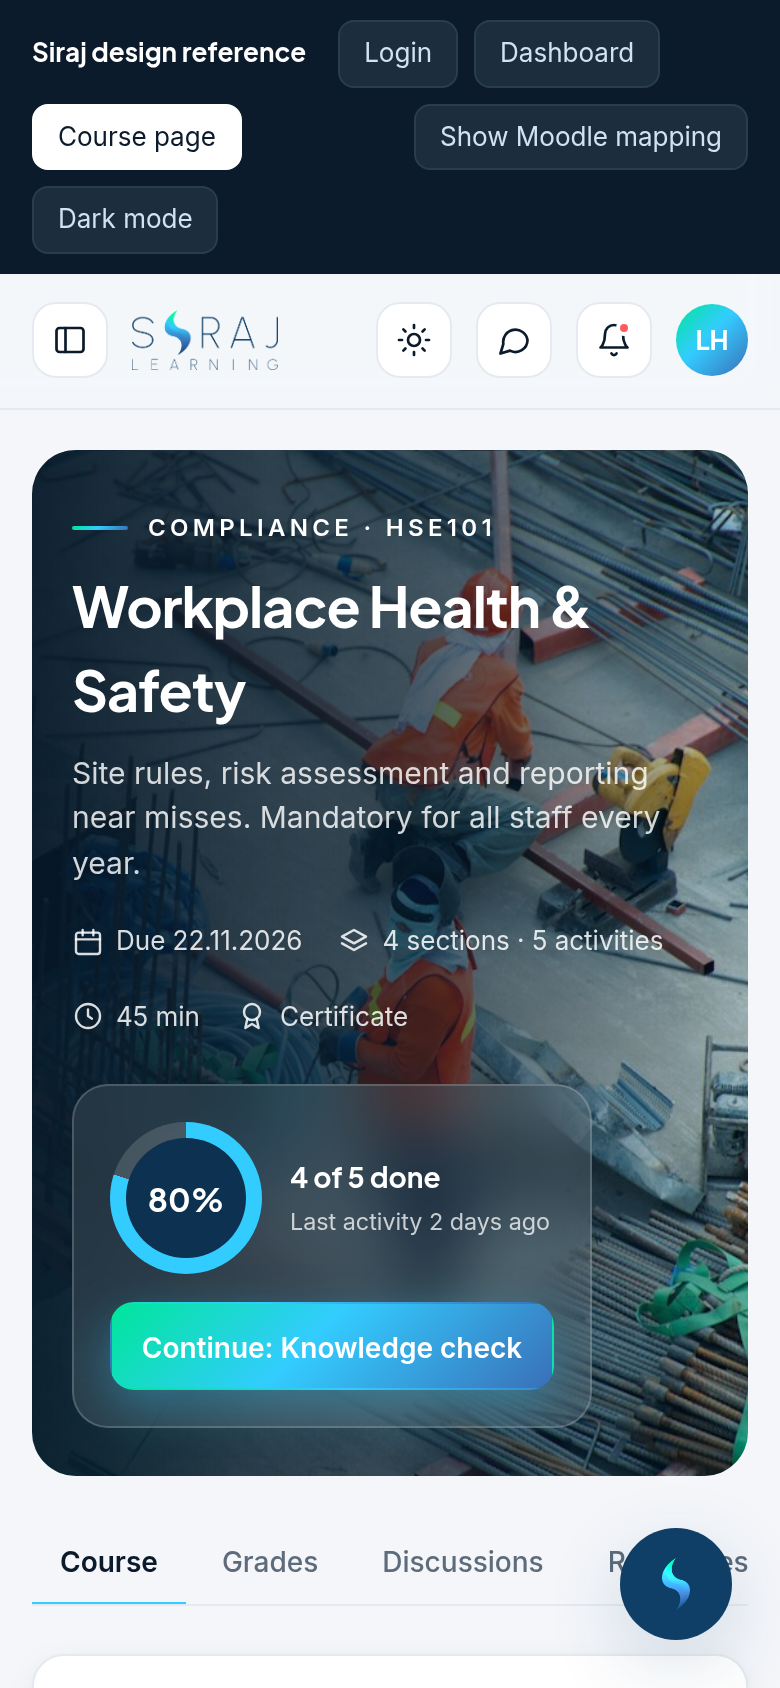 Siraj design reference
Login
Dashboard
Course page
Show Moodle mapping
Dark mode
SIRAJ
LEARNING
LH
COMPLIANCE · HSE101
Workplace Health &
Safety
Site rules, risk assessment and reporting
near misses. Mandatory for all staff every
year.
Due 22.11.2026
4 sections · 5 activities
45 min
Certificate
80%
4 of 5 done
Last activity 2 days ago
Continue: Knowledge check
Course
Grades
Discussions